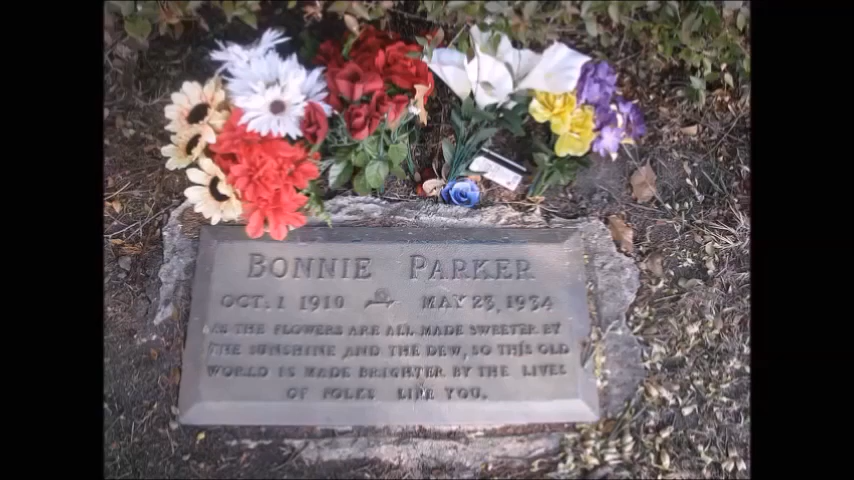 BONNIE PARKER
OCT. 1 1910 MAY 23, 1934
AS THE FLOWERS ARE ALL MADE SWEETER BY
THE SUNSHINE AND THE DEW, SO THIS OLD
WORLD IS MADE BRIGHTER BY THE LIVES
OF FOLKS LIKE YOU.